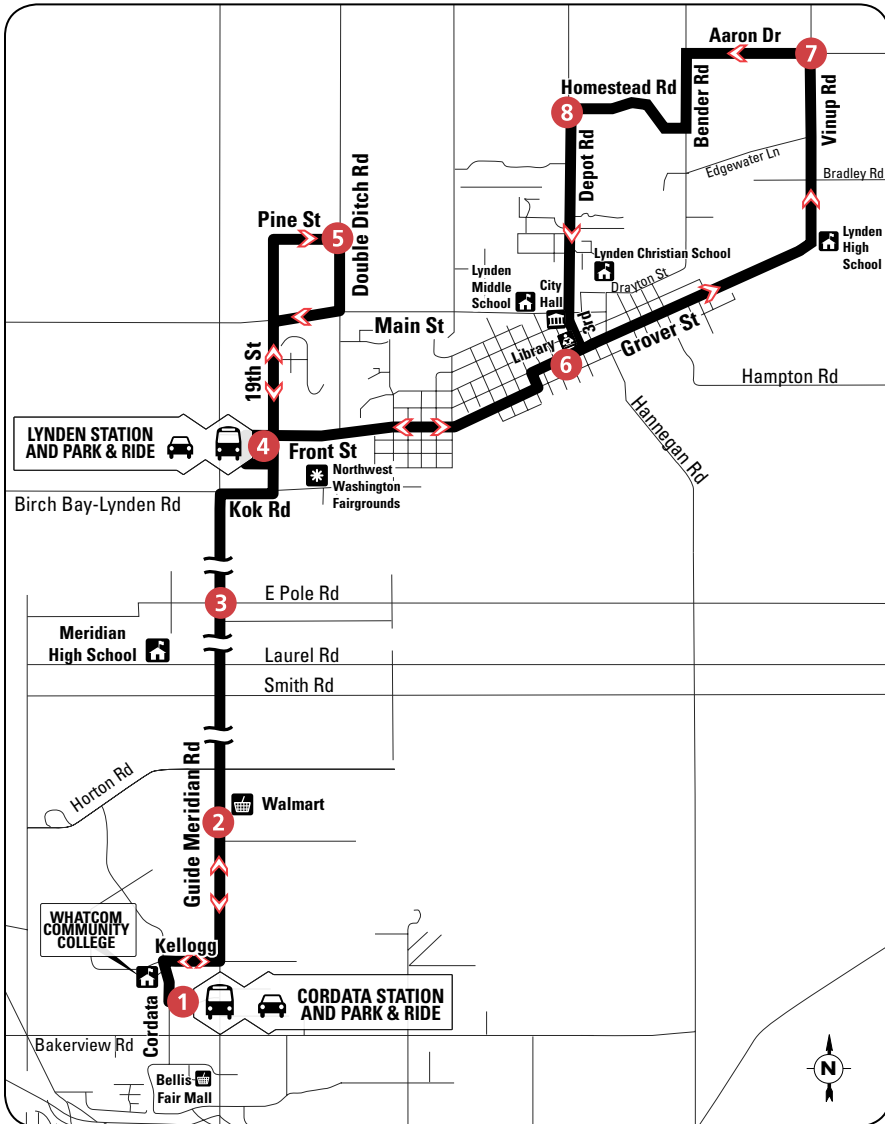 Aaron Dr
7
Homestead Rd
8
Bender Rd
Vinup Rd
Depot Rd
Edgewater Ln
Bradley Rd
Double Ditch Rd
Pine St
5
Lynden
High
School
Lynden Christian School
Lynden
Middle
School
City
Hall
Drayton St
3rd
Main St
Library
Grover St
6
19th St
Hampton Rd
Hannegan Rd
LYNDEN STATION
AND PARK & RIDE
4
Front St
Northwest
Washington
Fairgrounds
Birch Bay-Lynden Rd
Kok Rd
3
E Pole Rd
Meridian
High School
Laurel Rd
Smith Rd
Guide Meridian Rd
Horton Rd
Walmart
2
WHATCOM
COMMUNITY
COLLEGE
Kellogg
1
CORDATA STATION
AND PARK & RIDE
Cordata
Bakerview Rd
Bellis
Fair Mall
N